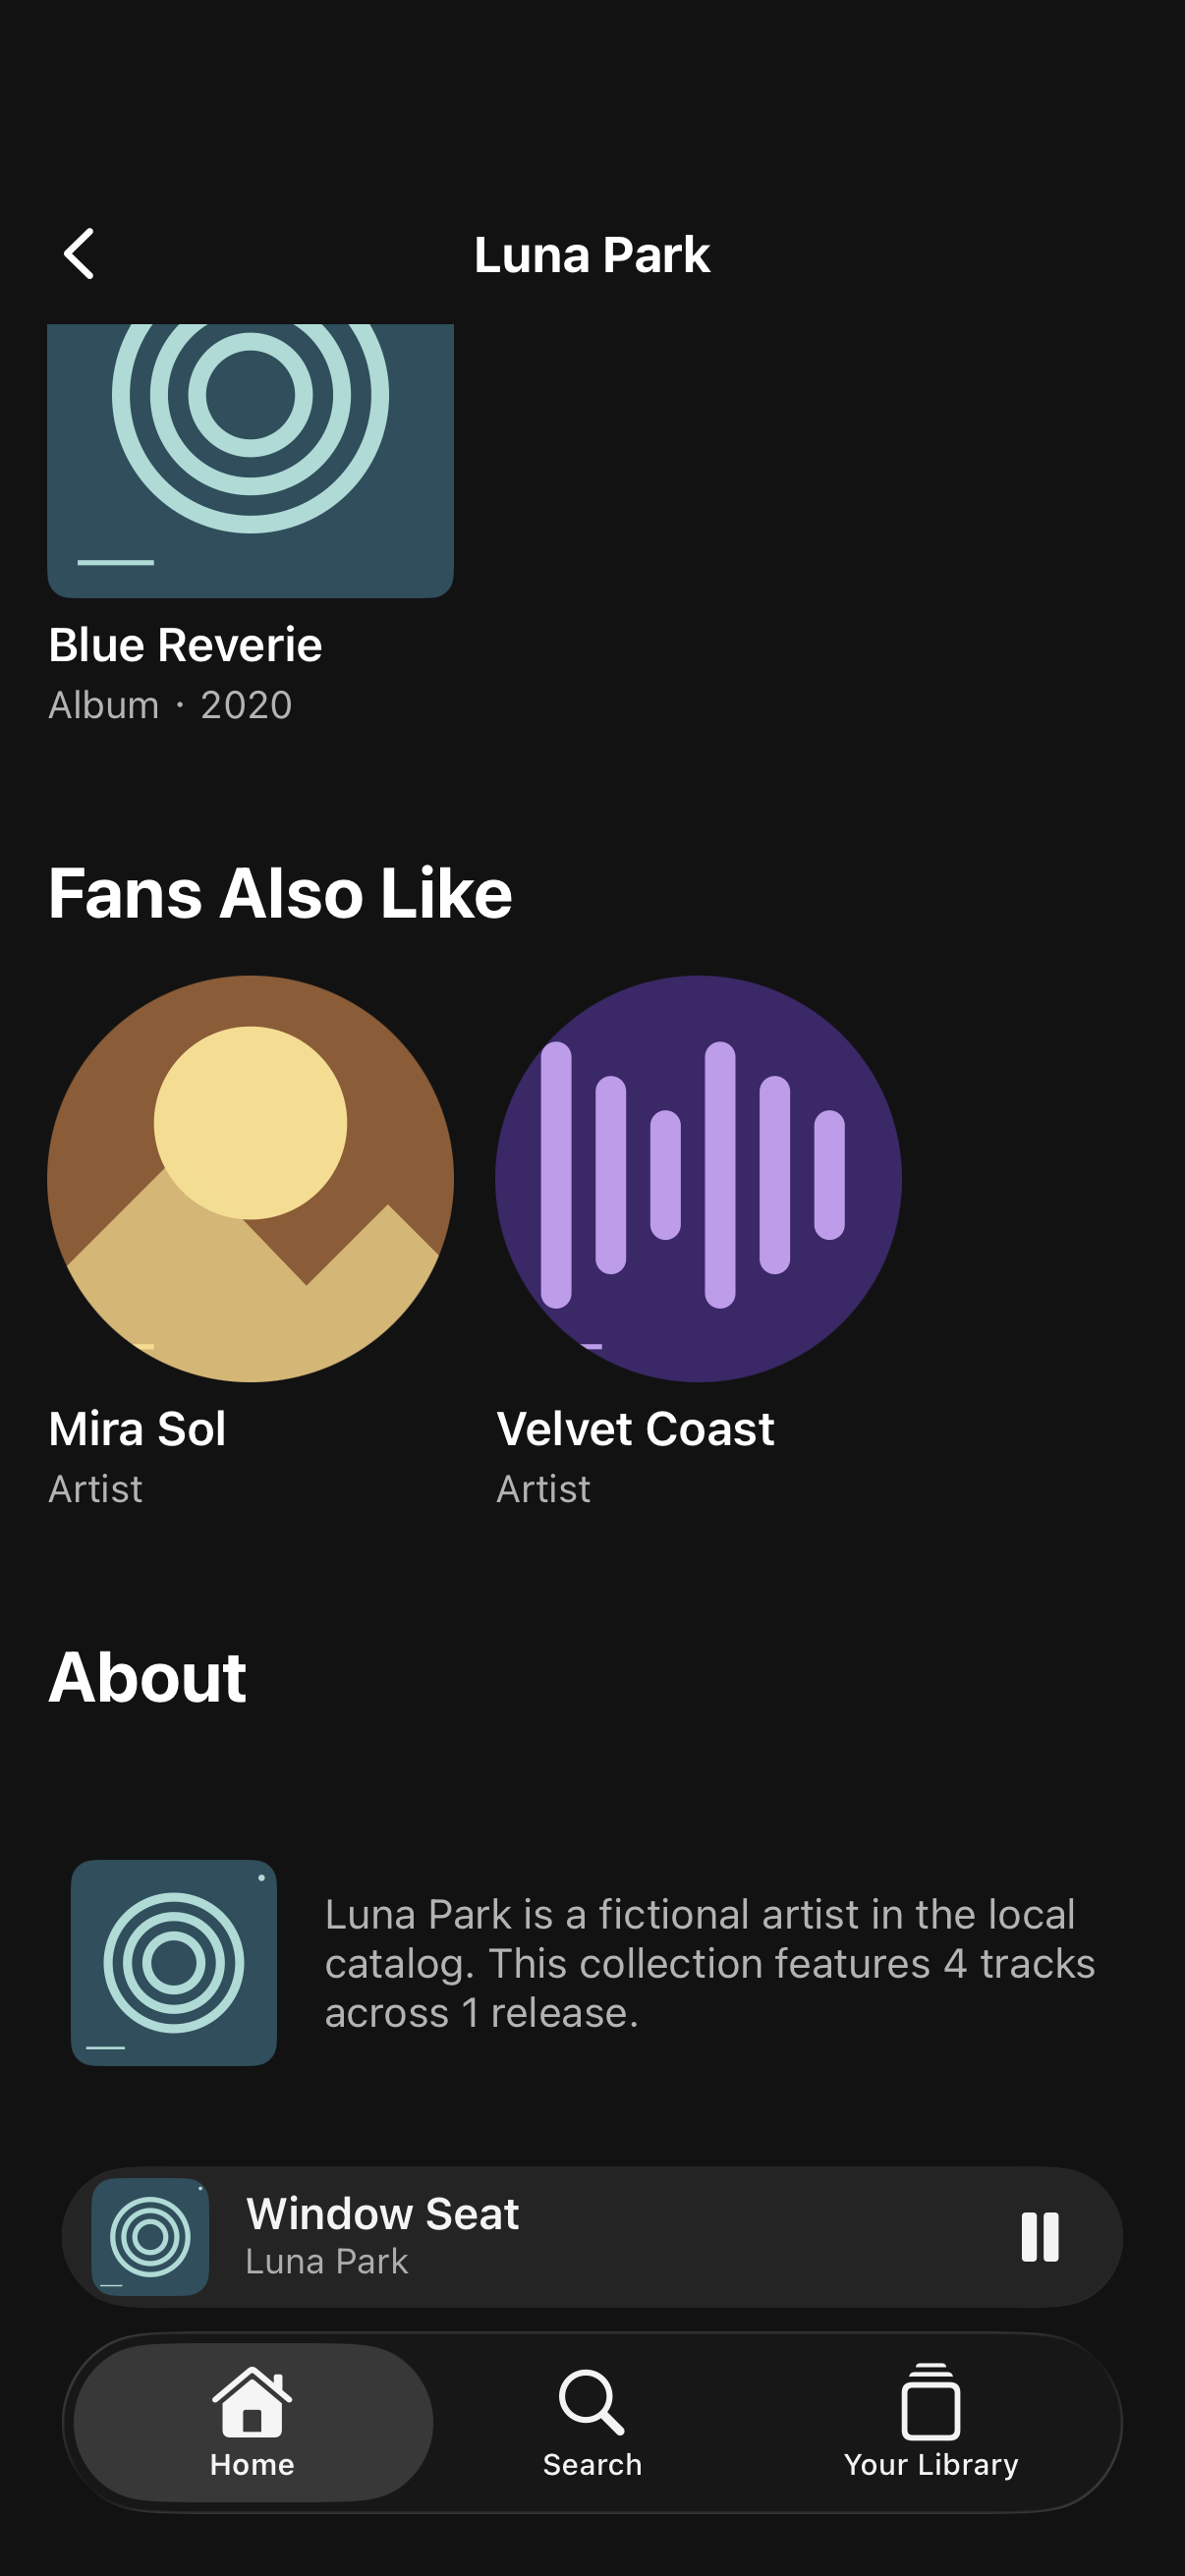 Luna Park
Blue Reverie
Album · 2020
Fans Also Like
Mira Sol
Artist
Velvet Coast
Artist
About
Luna Park is a fictional artist in the local
catalog. This collection features 4 tracks
across 1 release.
Window Seat
Luna Park
Home
Search
Your Library